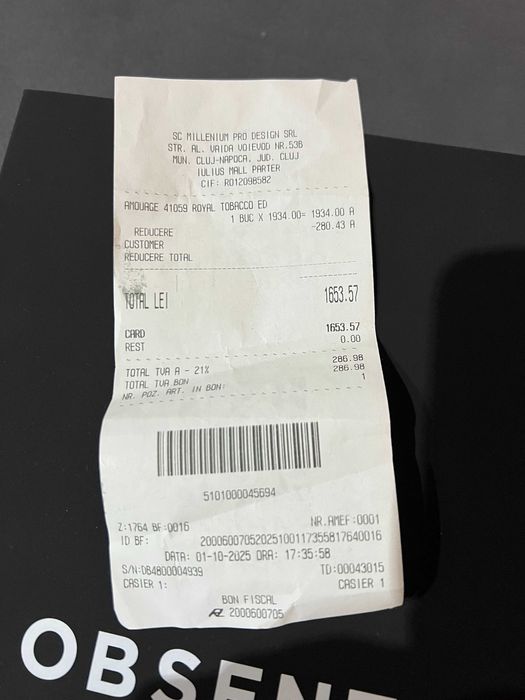 SC MILLENIUM PRO DESIGN SRL
STR. AL. VAIDA VOIEVOD NR.53B
MUN. CLUJ-NAPOCA, JUD. CLUJ
IULIUS MALL PARTER
CIF: RO12098582
AMOUAGE 41059 ROYAL TOBACCO ED
1 BUC X 1934.00= 1934.00 A
REDUCERE -280.43 A
CUSTOMER
REDUCERE TOTAL
TOTAL LEI 1653.57
CARD 1653.57
REST 0.00
TOTAL TVA A - 21% 286.98
TOTAL TVA BON 286.98
NR. POZ. ART. IN BON: 1
5101000045694
Z:1764 BF:0016 NR.AMEF:0001
ID BF: 20006007052025100117355817640016
DATA: 01-10-2025 ORA: 17:35:58
S/N:DB4800004939 TD:00043015
CASIER 1: CASIER 1
BON FISCAL
2000600705